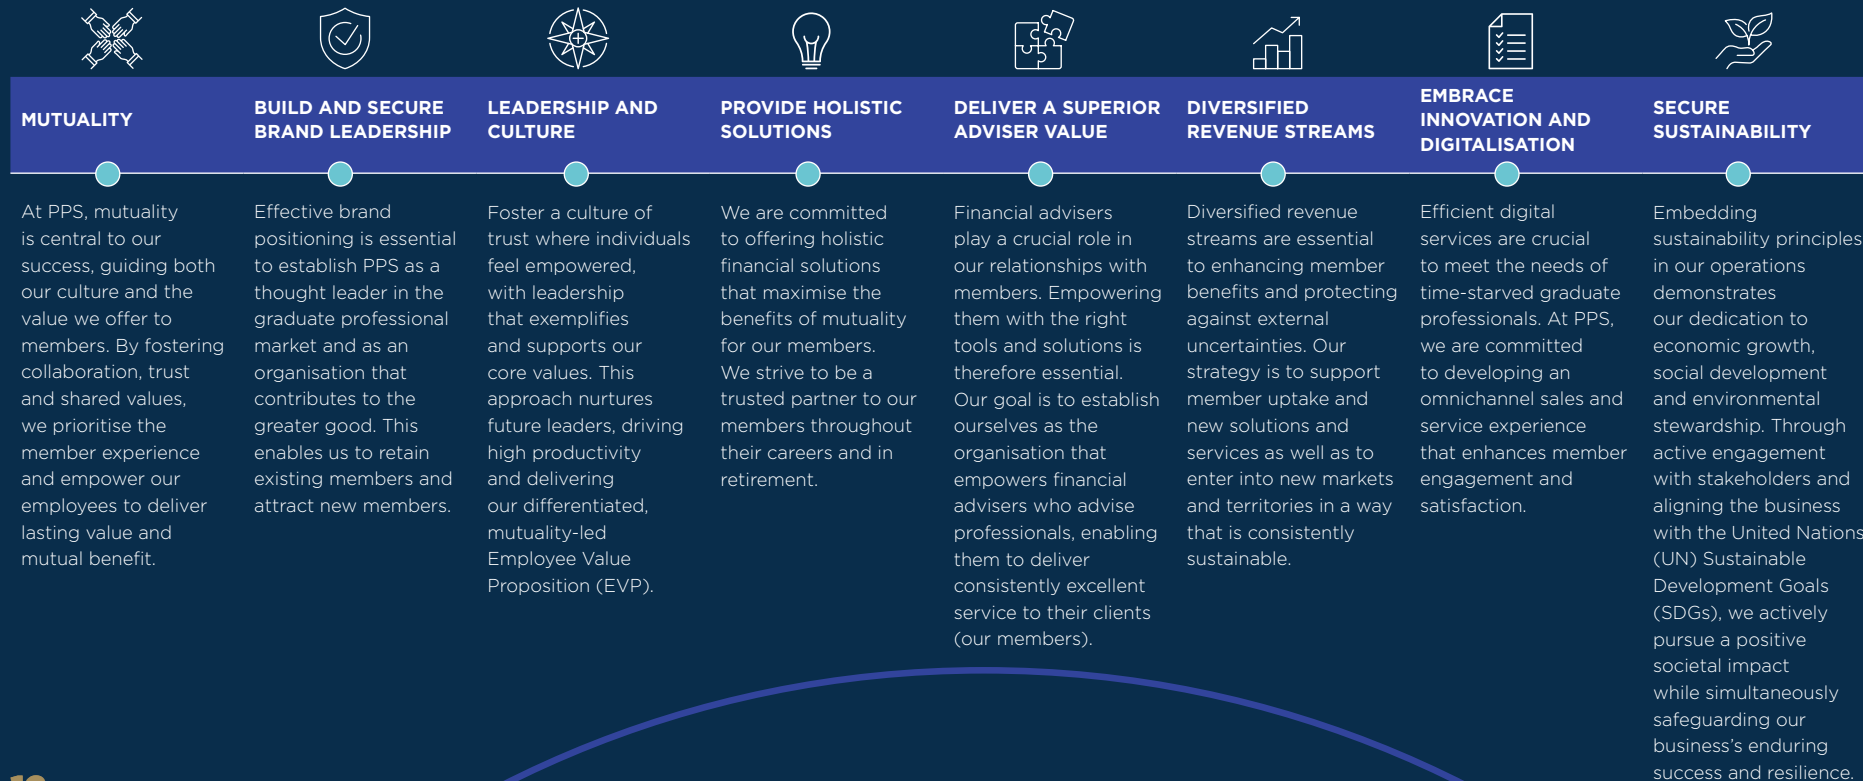 MUTUALITY
At PPS, mutuality
is central to our
success, guiding both
our culture and the
value we offer to
members. By fostering
collaboration, trust
and shared values,
we prioritise the
member experience
and empower our
employees to deliver
lasting value and
mutual benefit.
BUILD AND SECURE
BRAND LEADERSHIP
Effective brand
positioning is essential
to establish PPS as a
thought leader in the
graduate professional
market and as an
organisation that
contributes to the
greater good. This
enables us to retain
existing members and
attract new members.
LEADERSHIP AND
CULTURE
Foster a culture of
trust where individuals
feel empowered,
with leadership
that exemplifies
and supports our
core values. This
approach nurtures
future leaders, driving
high productivity
and delivering
our differentiated,
mutuality-led
Employee Value
Proposition (EVP).
PROVIDE HOLISTIC
SOLUTIONS
We are committed
to offering holistic
financial solutions
that maximise the
benefits of mutuality
for our members.
We strive to be a
trusted partner to our
members throughout
their careers and in
retirement.
DELIVER A SUPERIOR
ADVISER VALUE
Financial advisers
play a crucial role in
our relationships with
members. Empowering
them with the right
tools and solutions is
therefore essential.
Our goal is to establish
ourselves as the
organisation that
empowers financial
advisers who advise
professionals, enabling
them to deliver
consistently excellent
service to their clients
(our members).
DIVERSIFIED
REVENUE STREAMS
Diversified revenue
streams are essential
to enhancing member
benefits and protecting
against external
uncertainties. Our
strategy is to support
member uptake and
new solutions and
services as well as to
enter into new markets
and territories in a way
that is consistently
sustainable.
EMBRACE
INNOVATION AND
DIGITALISATION
Efficient digital
services are crucial
to meet the needs of
time-starved graduate
professionals. At PPS,
we are committed
to developing an
omnichannel sales and
service experience
that enhances member
engagement and
satisfaction.
SECURE
SUSTAINABILITY
Embedding
sustainability principles
in our operations
demonstrates
our dedication to
economic growth,
social development
and environmental
stewardship. Through
active engagement
with stakeholders and
aligning the business
with the United Nations
(UN) Sustainable
Development Goals
(SDGs), we actively
pursue a positive
societal impact
while simultaneously
safeguarding our
business's enduring
success and resilience.